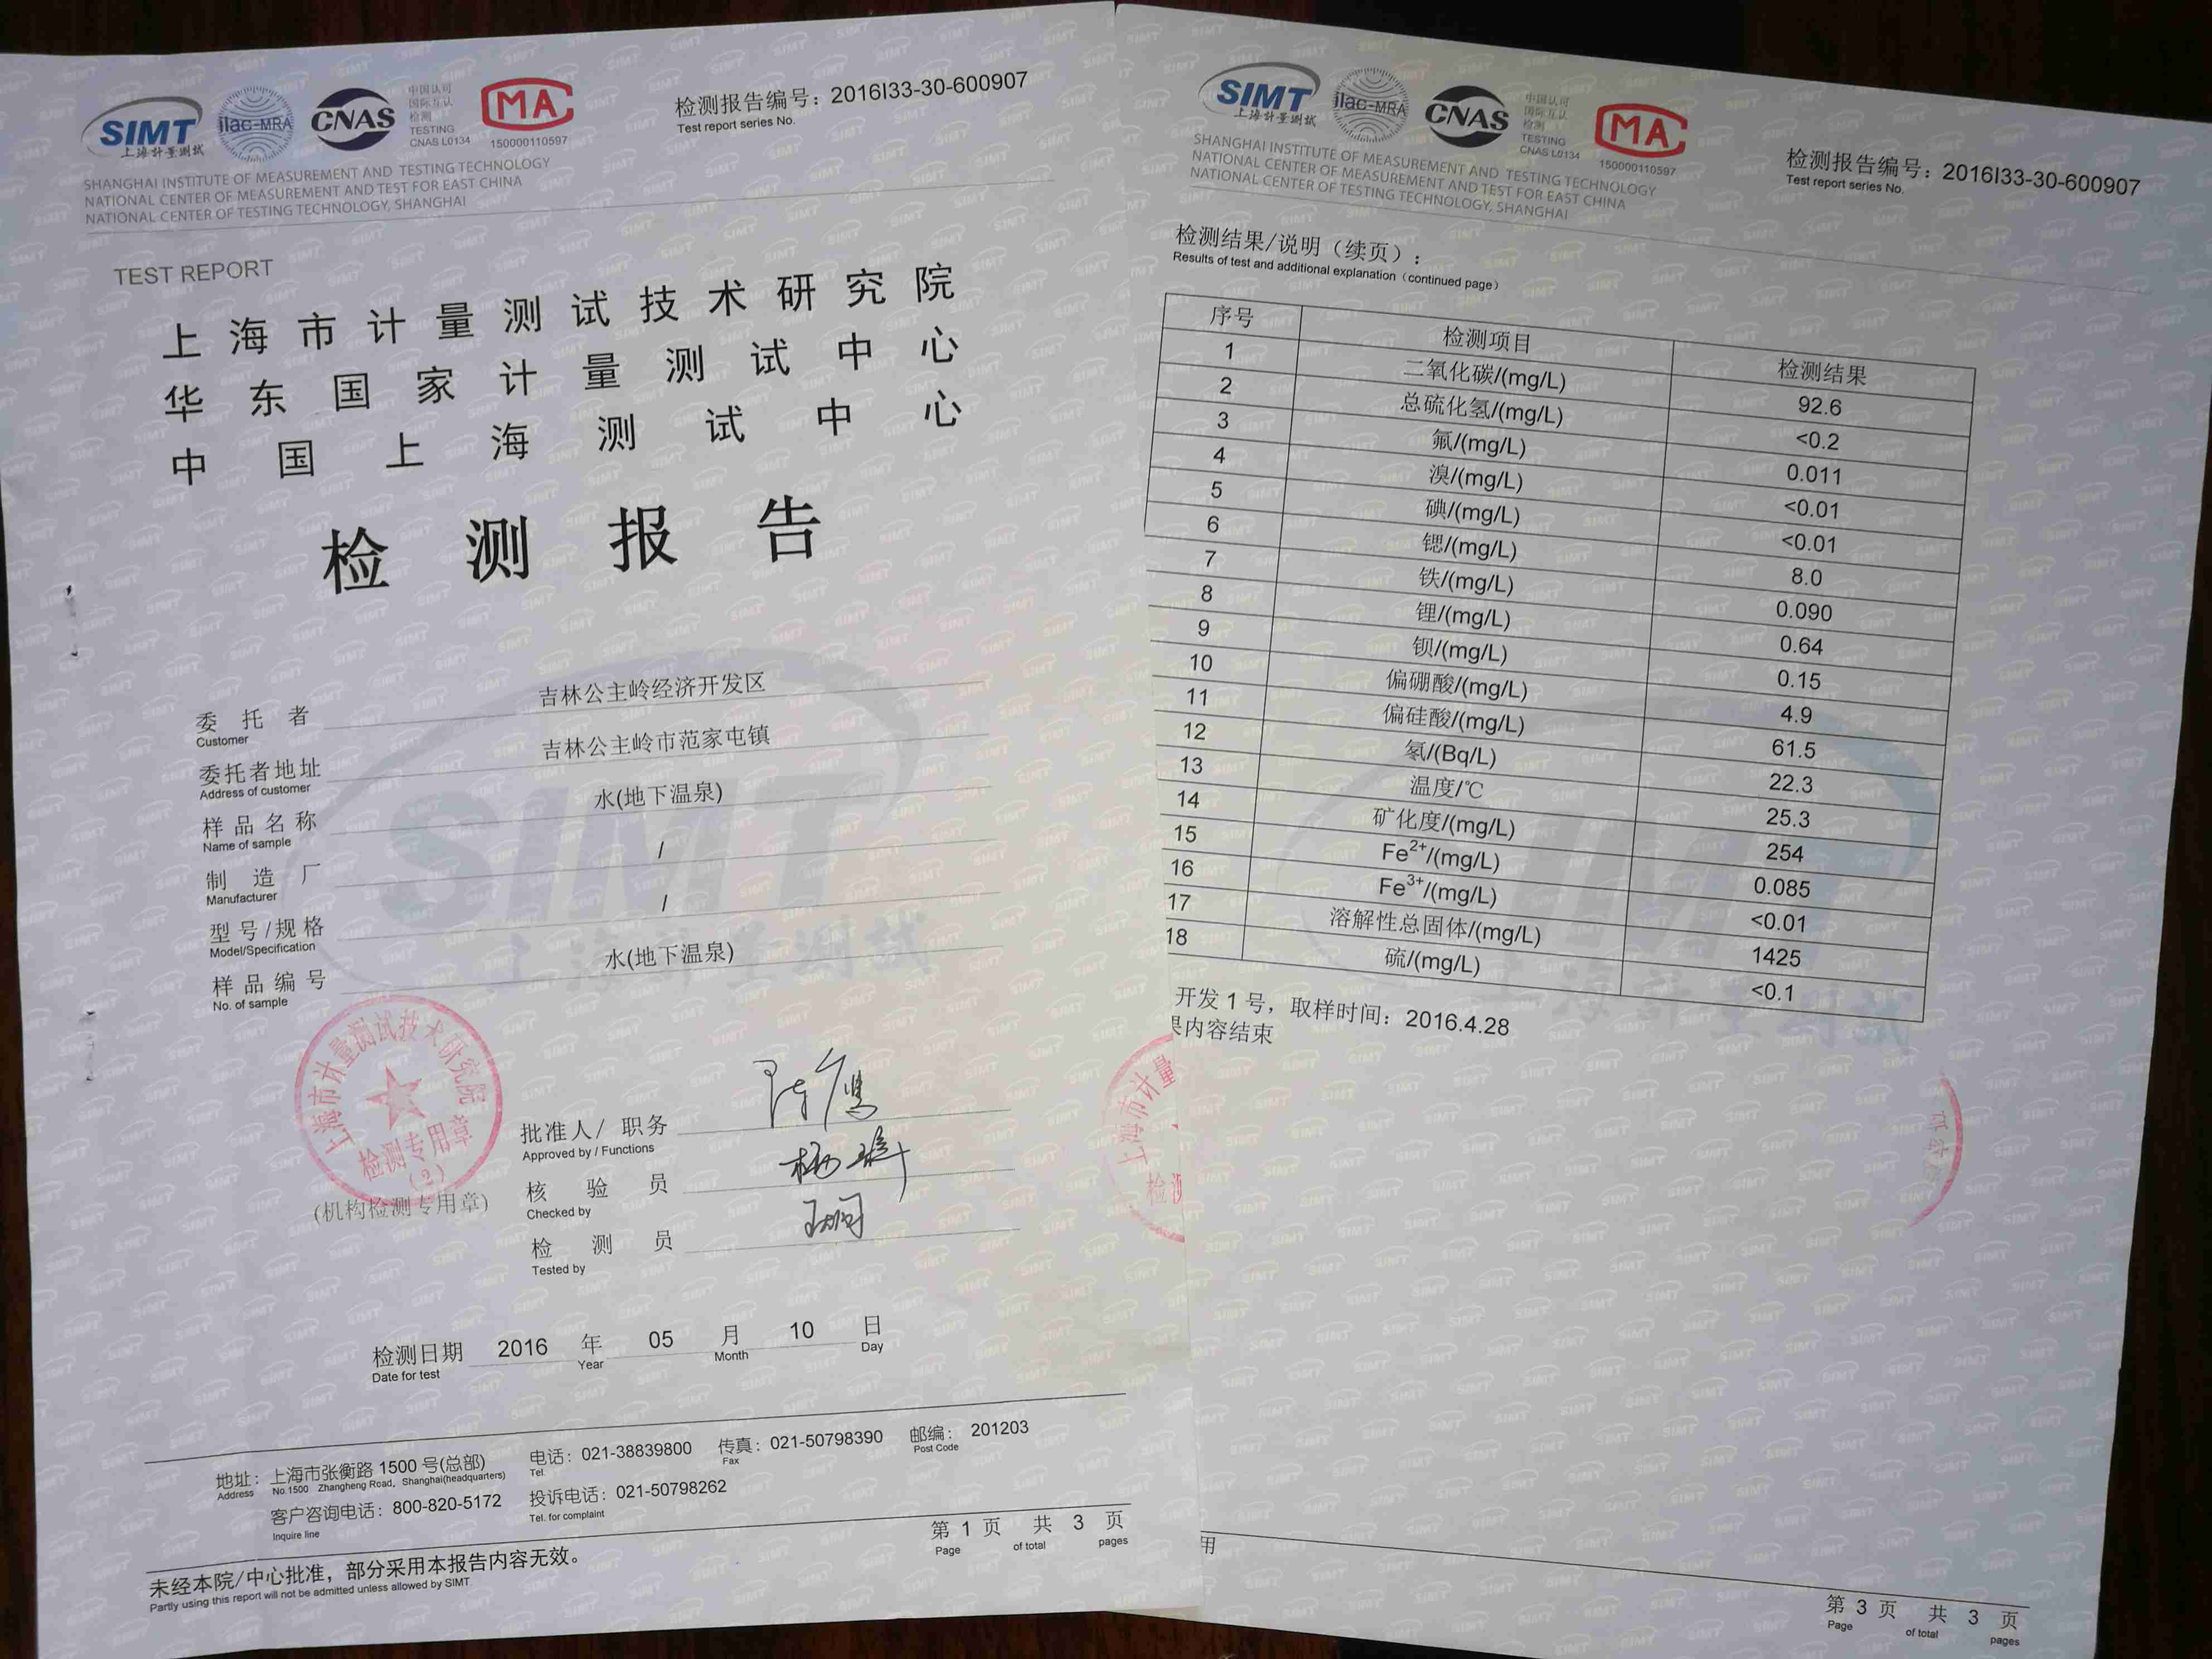 SIMT
上海计量测试
ilac-MRA
CNAS
中国认可
国际互认
检测
TESTING
CNAS L0134
MA
150000110597
检测报告编号：2016I33-30-600907
Test report series No.
SHANGHAI INSTITUTE OF MEASUREMENT AND TESTING TECHNOLOGY
NATIONAL CENTER OF MEASUREMENT AND TEST FOR EAST CHINA
NATIONAL CENTER OF TESTING TECHNOLOGY, SHANGHAI
TEST REPORT
上海市计量测试技术研究院
华东国家计量测试中心
中国上海测试中心
检测报告
委托者 吉林公主岭经济开发区
Customer
委托者地址 吉林公主岭市范家屯镇
Address of customer
样品名称 水(地下温泉)
Name of sample
制造厂 /
Manufacturer
型号/规格 /
Model/Specification
样品编号 水(地下温泉)
No. of sample
上海市计量测试技术研究院
检测专用章
(2)
(机构检测专用章)
批准人/ 职务
Approved by / Functions
核验员
Checked by
检测员
Tested by
检测日期 2016 年 05 月 10 日
Date for test Year Month Day
地址：上海市张衡路 1500 号(总部) 电话：021-38839800 传真：021-50798390 邮编：201203
Address No.1500 Zhangheng Road, Shanghai(headquarters) Tel. Fax Post Code
客户咨询电话：800-820-5172 投诉电话：021-50798262
Inquire line Tel. for complaint
第 1 页 共 3 页
Page of total pages
未经本院/中心批准，部分采用本报告内容无效。
Partly using this report will not be admitted unless allowed by SIMT.
SIMT
上海计量测试
ilac-MRA
CNAS
中国认可
国际互认
检测
TESTING
CNAS L0134
MA
150000110597
检测报告编号：2016I33-30-600907
Test report series No.
SHANGHAI INSTITUTE OF MEASUREMENT AND TESTING TECHNOLOGY
NATIONAL CENTER OF MEASUREMENT AND TEST FOR EAST CHINA
NATIONAL CENTER OF TESTING TECHNOLOGY, SHANGHAI
检测结果/说明（续页）：
Results of test and additional explanation（continued page）
序号 检测项目 检测结果
1 二氧化碳/(mg/L) 92.6
2 总硫化氢/(mg/L) <0.2
3 氟/(mg/L) 0.011
4 溴/(mg/L) <0.01
5 碘/(mg/L) <0.01
6 锶/(mg/L) 8.0
7 铁/(mg/L) 0.090
8 锂/(mg/L) 0.64
9 钡/(mg/L) 0.15
10 偏硼酸/(mg/L) 4.9
11 偏硅酸/(mg/L) 61.5
12 氡/(Bq/L) 22.3
13 温度/℃ 25.3
14 矿化度/(mg/L) 254
15 Fe2+/(mg/L) 0.085
16 Fe3+/(mg/L) <0.01
17 溶解性总固体/(mg/L) 1425
18 硫/(mg/L) <0.1
开发 1 号，取样时间：2016.4.28
果内容结束
上海市计量
检测
用
第 3 页 共 3 页
Page of total pages